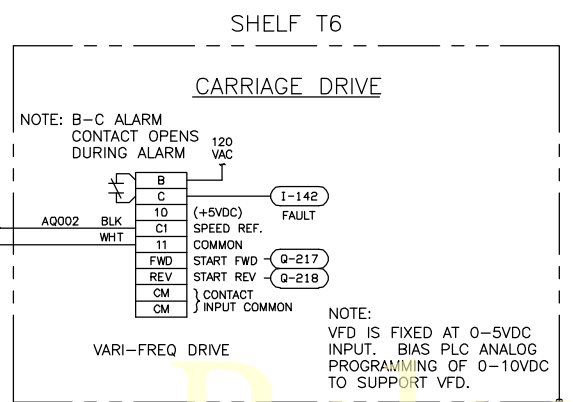 SHELF T6
CARRIAGE DRIVE
NOTE: B-C ALARM
CONTACT OPENS
DURING ALARM
120
VAC
B
C
I-142
FAULT
10 (+5VDC)
AQ002 BLK C1 SPEED REF.
WHT 11 COMMON
FWD START FWD Q-217
REV START REV Q-218
CM CONTACT
CM INPUT COMMON
VARI-FREQ DRIVE
NOTE:
VFD IS FIXED AT 0-5VDC
INPUT. BIAS PLC ANALOG
PROGRAMMING OF 0-10VDC
TO SUPPORT VFD.